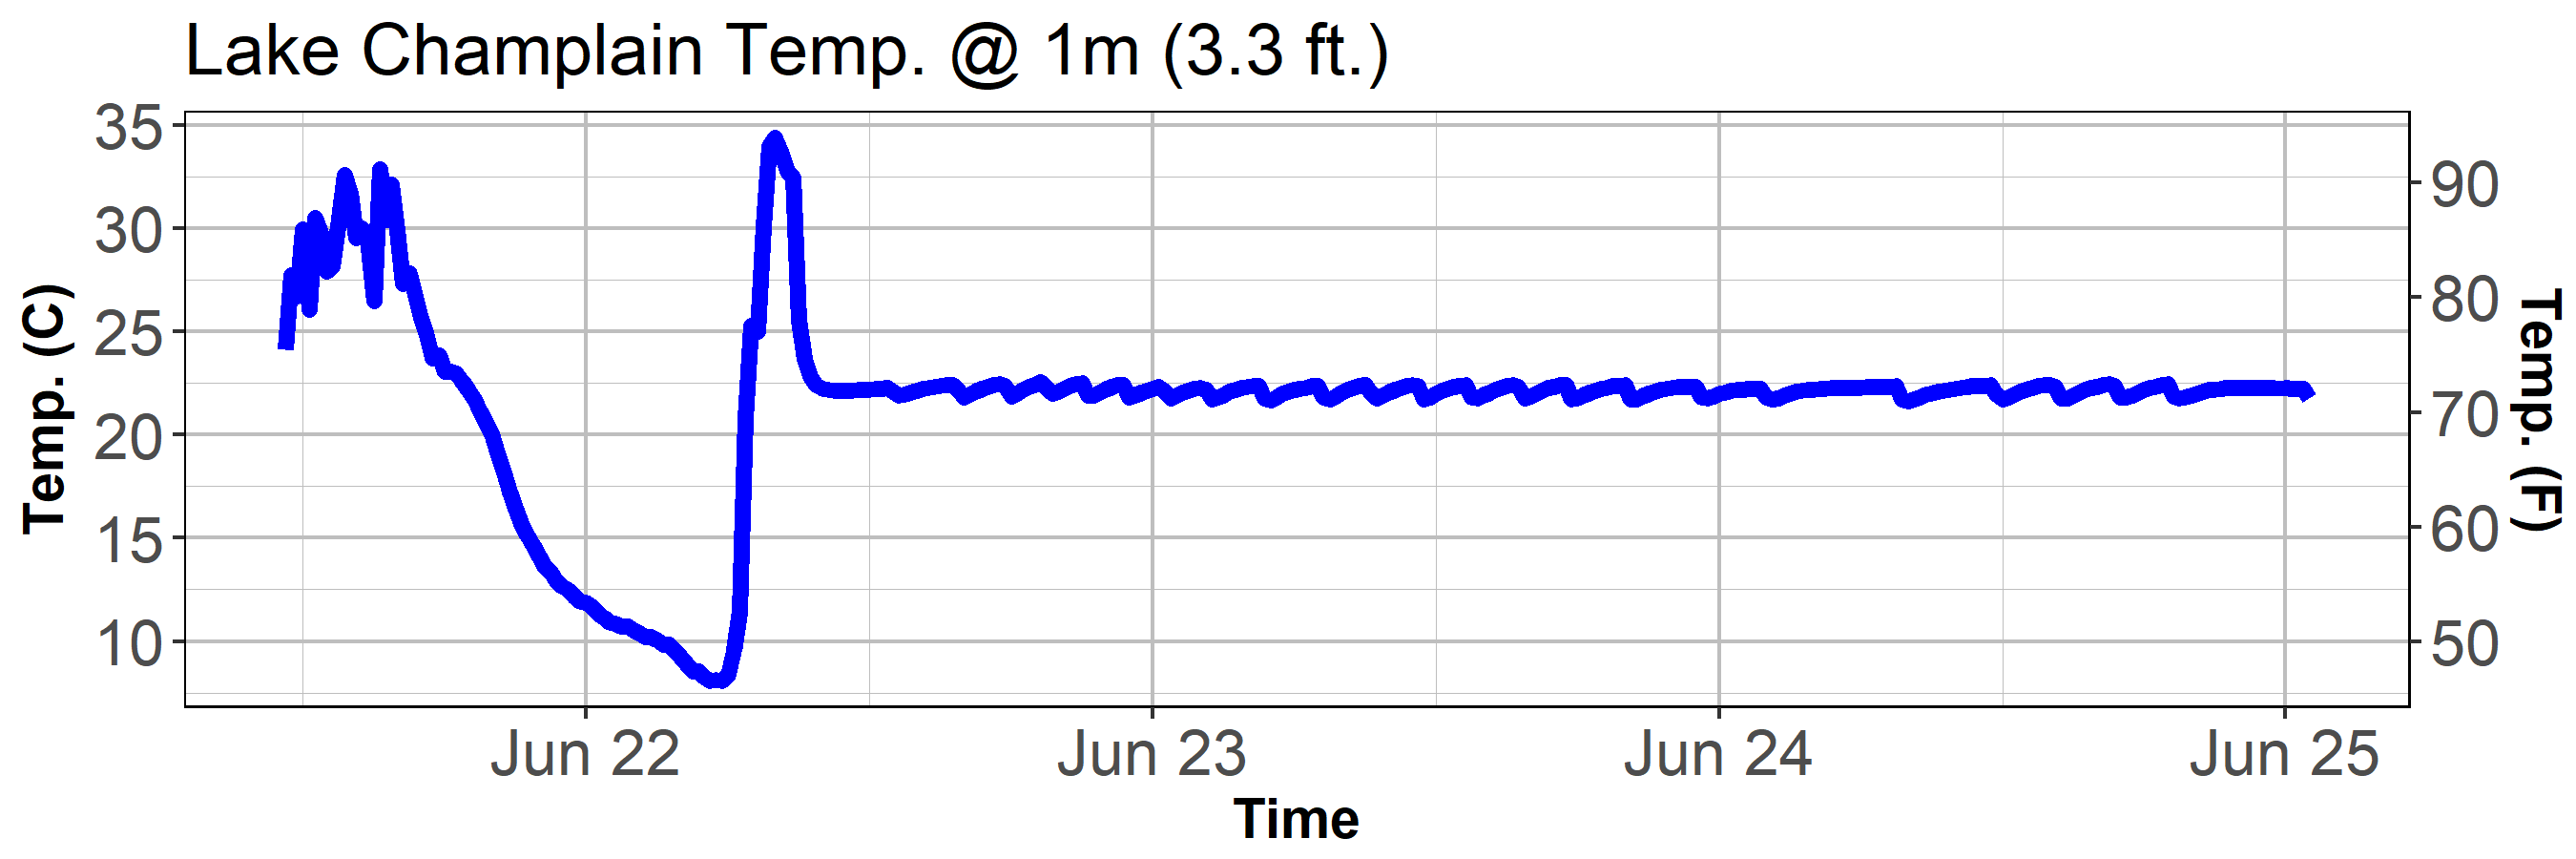 Lake Champlain Temp. @ 1m (3.3 ft.)
Temp. (C)
35
30
25
20
15
10
90
80
70
60
50
Temp. (F)
Jun 22
Jun 23
Jun 24
Jun 25
Time